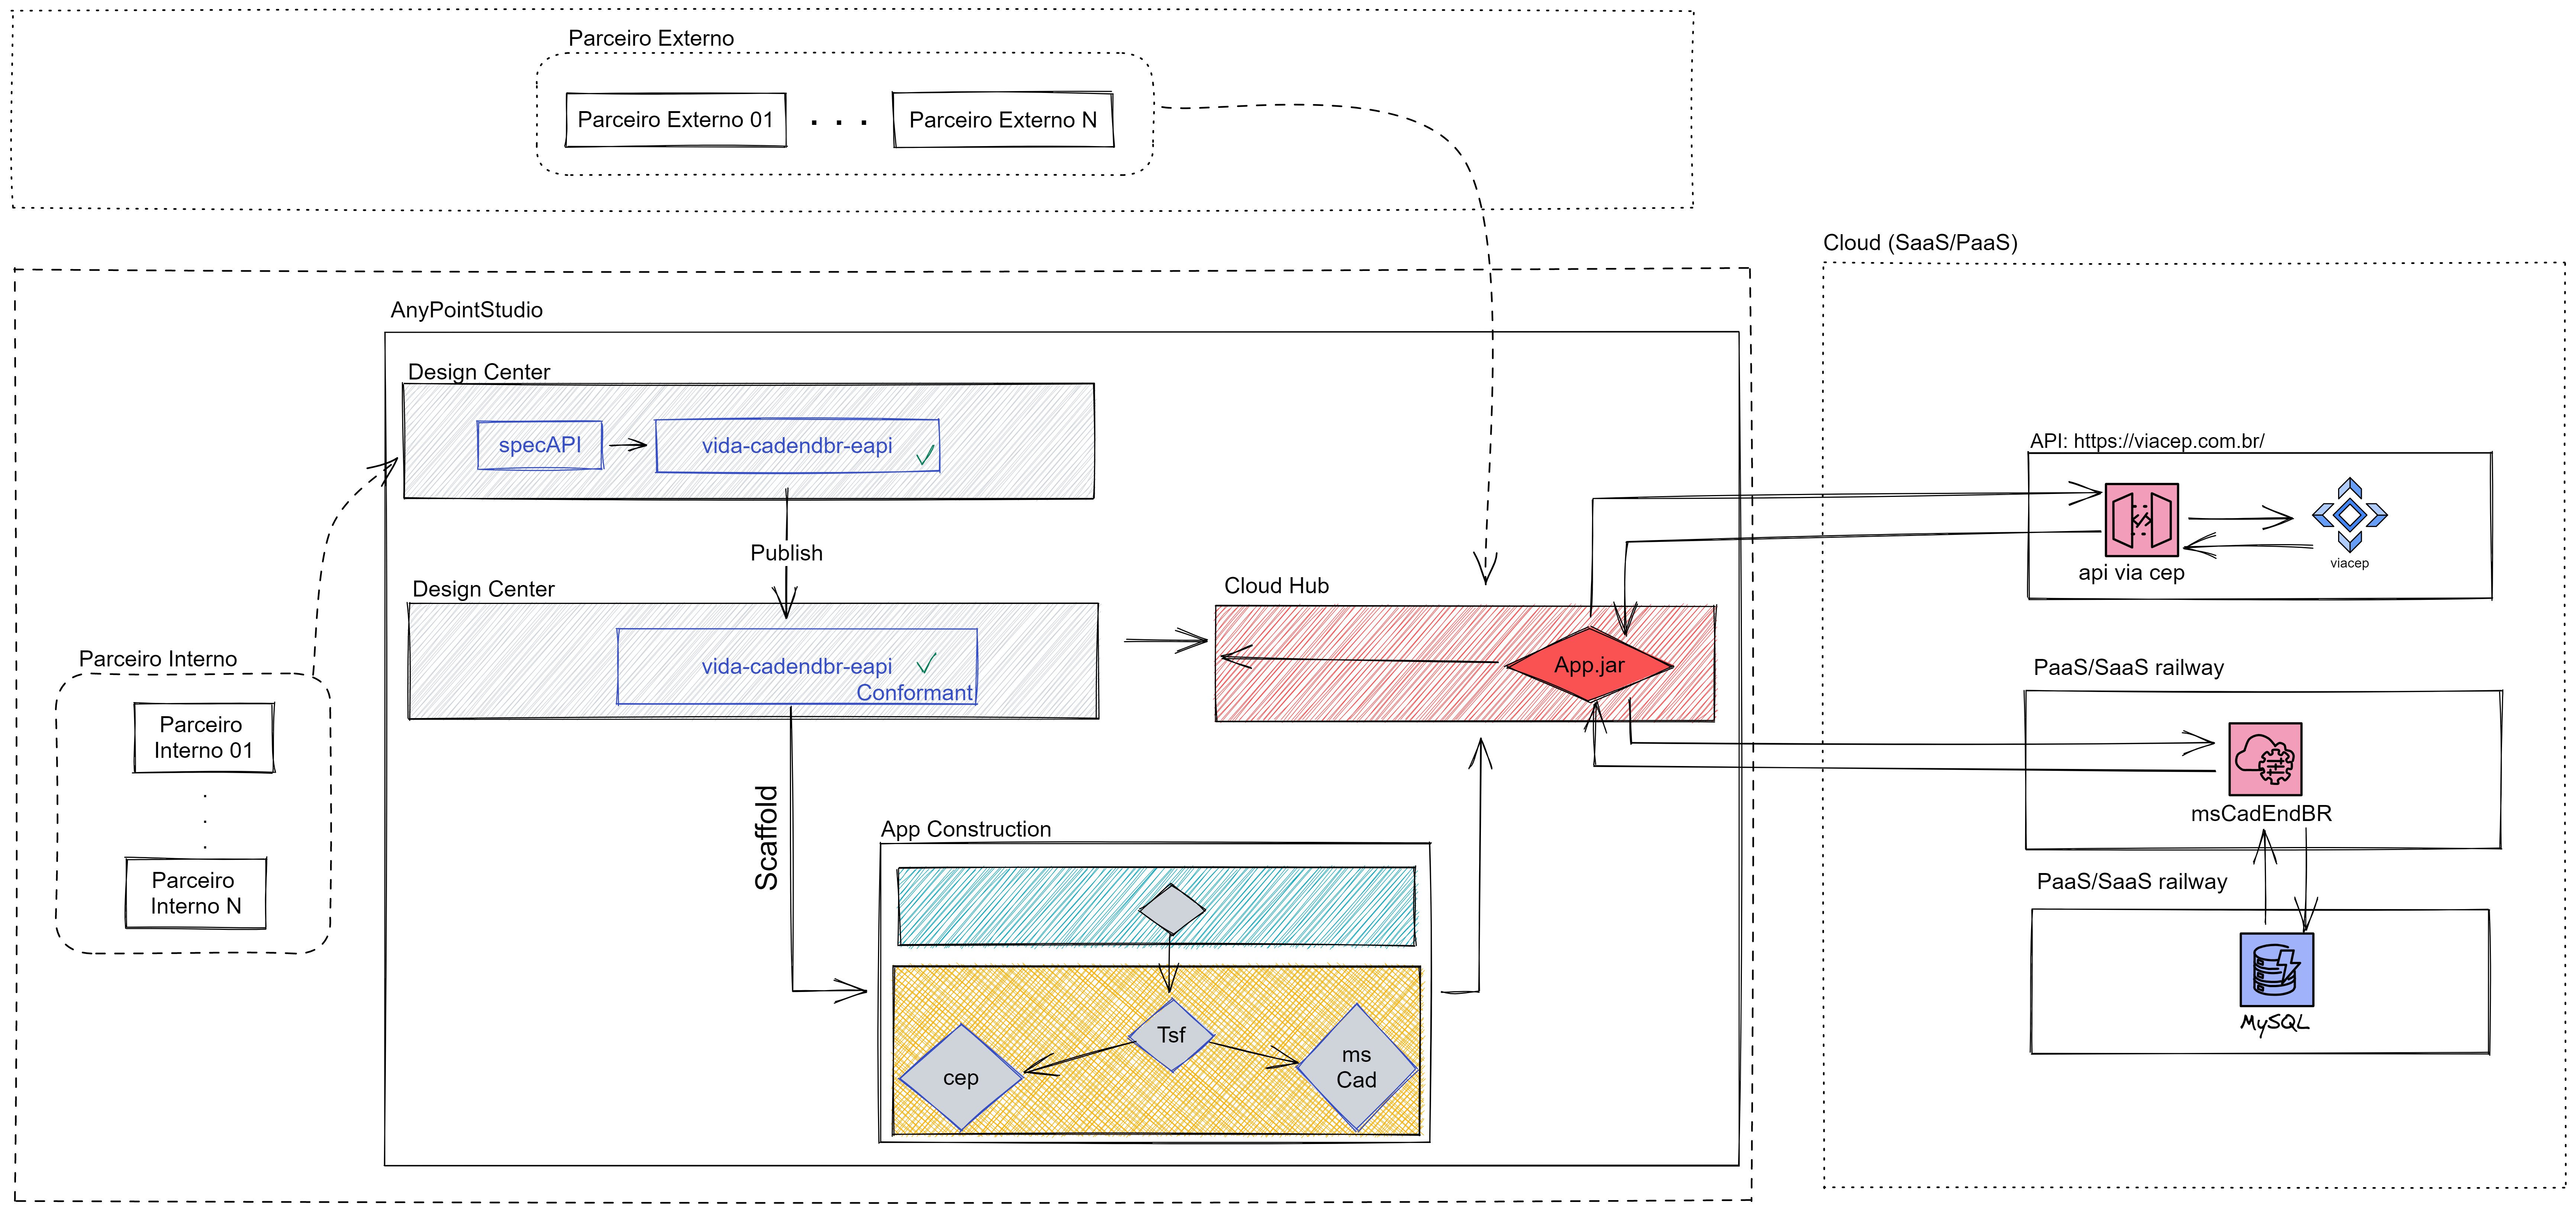 Parceiro Externo
Parceiro Externo 01
. . .
Parceiro Externo N
Cloud (SaaS/PaaS)
AnyPointStudio
Design Center
specAPI
vida-cadendbr-eapi
Publish
Design Center
vida-cadendbr-eapi
Conformant
Cloud Hub
App.jar
Parceiro Interno
Parceiro
Interno 01
.
.
.
Parceiro
Interno N
Scaffold
App Construction
Tsf
cep
ms
Cad
API: https://viacep.com.br/
api via cep
viacep
PaaS/SaaS railway
msCadEndBR
PaaS/SaaS railway
MySQL